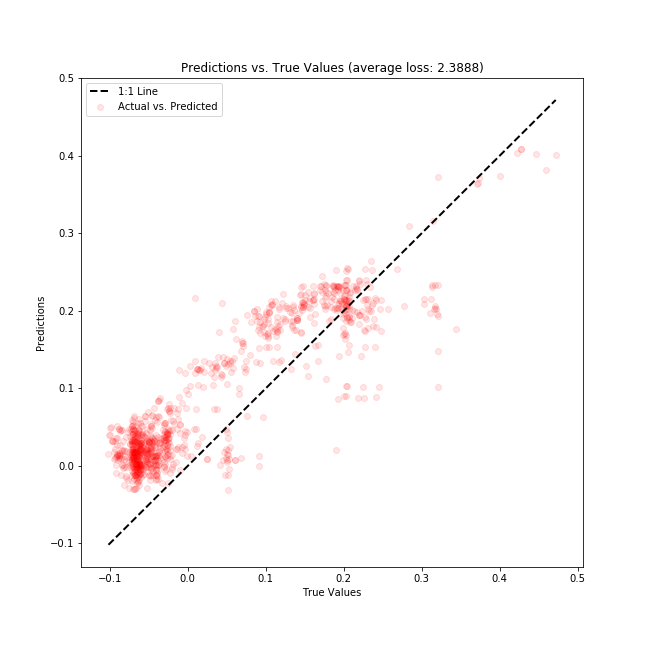 Predictions vs. True Values (average loss: 2.3888)
0.5
1:1 Line
Actual vs. Predicted
0.4
0.3
0.2
0.1
0.0
−0.1
Predictions
−0.1 0.0 0.1 0.2 0.3 0.4 0.5
True Values